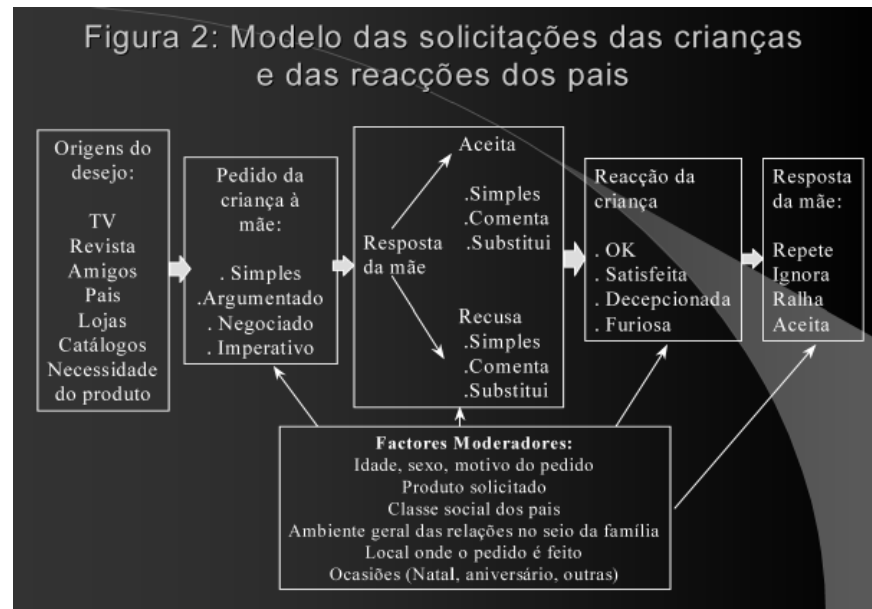 Figura 2: Modelo das solicitações das crianças
e das reacções dos pais
Origens do
desejo:
TV
Revista
Amigos
Pais
Lojas
Catálogos
Necessidade
do produto
Pedido da
criança à
mãe:
. Simples
.Argumentado
. Negociado
. Imperativo
Resposta
da mãe
Aceita
.Simples
.Comenta
.Substitui
Recusa
.Simples
.Comenta
.Substitui
Reacção da
criança
. OK
. Satisfeita
. Decepcionada
. Furiosa
Resposta
da mãe:
Repete
Ignora
Ralha
Aceita
Factores Moderadores:
Idade, sexo, motivo do pedido
Produto solicitado
Classe social dos pais
Ambiente geral das relações no seio da família
Local onde o pedido é feito
Ocasiões (Natal, aniversário, outras)